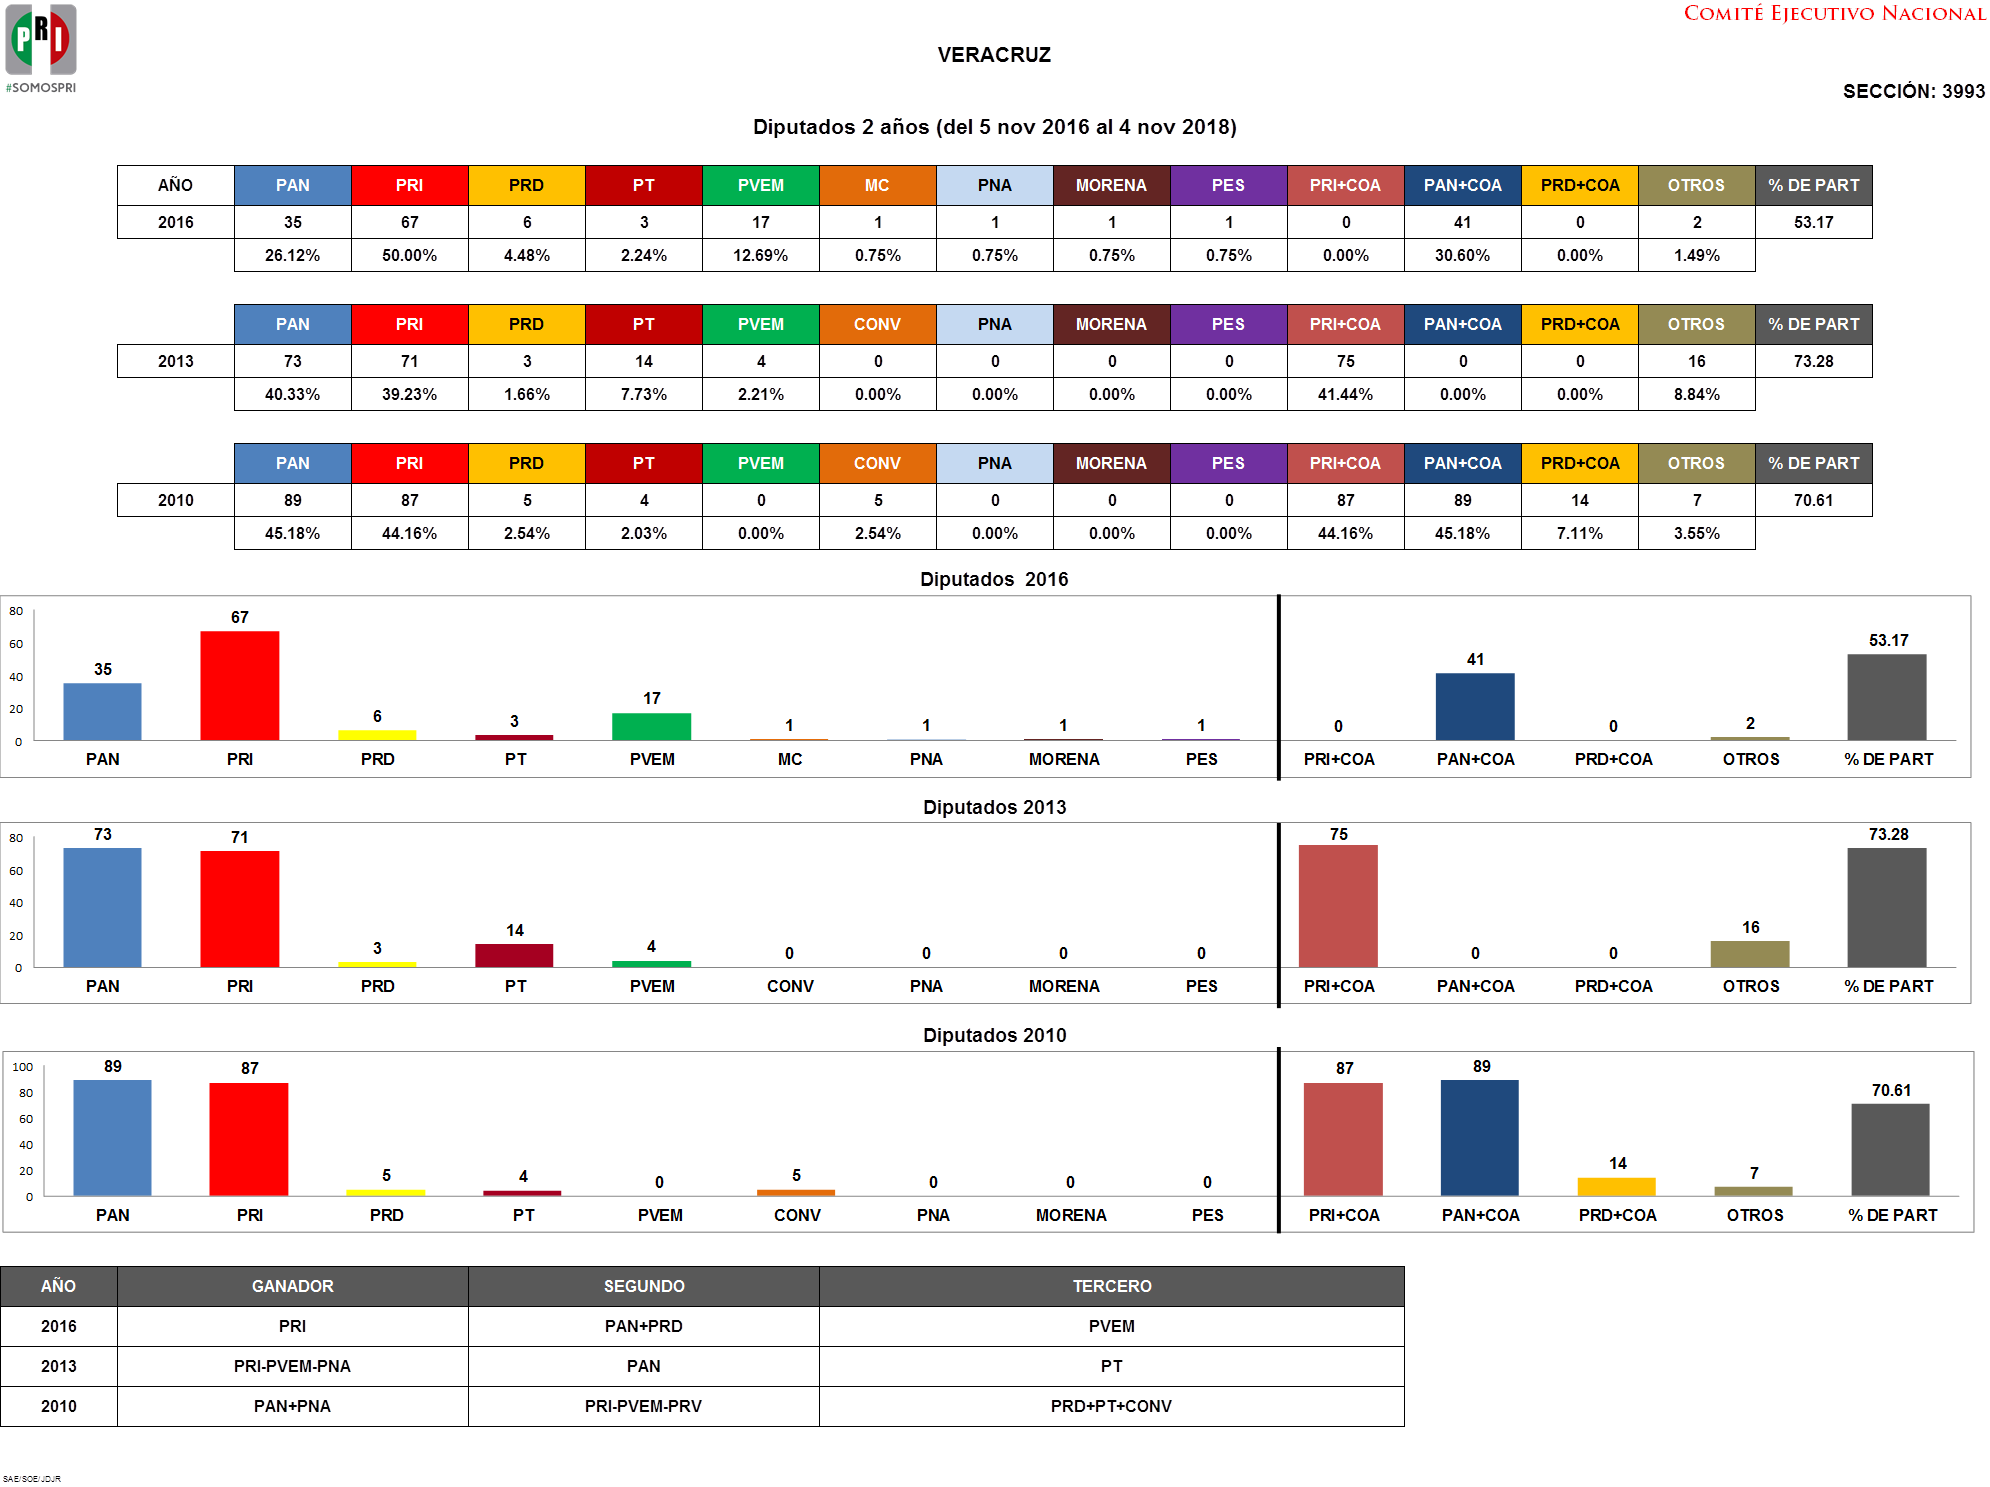 PRI
#SOMOSPRI
COMITÉ EJECUTIVO NACIONAL
VERACRUZ
SECCIÓN: 3993
Diputados 2 años (del 5 nov 2016 al 4 nov 2018)
AÑO PAN PRI PRD PT PVEM MC PNA MORENA PES PRI+COA PAN+COA PRD+COA OTROS % DE PART
2016 35 67 6 3 17 1 1 1 1 0 41 0 2 53.17
26.12% 50.00% 4.48% 2.24% 12.69% 0.75% 0.75% 0.75% 0.75% 0.00% 30.60% 0.00% 1.49%
PAN PRI PRD PT PVEM CONV PNA MORENA PES PRI+COA PAN+COA PRD+COA OTROS % DE PART
2013 73 71 3 14 4 0 0 0 0 75 0 0 16 73.28
40.33% 39.23% 1.66% 7.73% 2.21% 0.00% 0.00% 0.00% 0.00% 41.44% 0.00% 0.00% 8.84%
PAN PRI PRD PT PVEM CONV PNA MORENA PES PRI+COA PAN+COA PRD+COA OTROS % DE PART
2010 89 87 5 4 0 5 0 0 0 87 89 14 7 70.61
45.18% 44.16% 2.54% 2.03% 0.00% 2.54% 0.00% 0.00% 0.00% 44.16% 45.18% 7.11% 3.55%
Diputados 2016
80
60
40
20
0
35 67 6 3 17 1 1 1 1 0 41 0 2 53.17
PAN PRI PRD PT PVEM MC PNA MORENA PES PRI+COA PAN+COA PRD+COA OTROS % DE PART
Diputados 2013
80
60
40
20
0
73 71 3 14 4 0 0 0 0 75 0 0 16 73.28
PAN PRI PRD PT PVEM CONV PNA MORENA PES PRI+COA PAN+COA PRD+COA OTROS % DE PART
Diputados 2010
100
80
60
40
20
0
89 87 5 4 0 5 0 0 0 87 89 14 7 70.61
PAN PRI PRD PT PVEM CONV PNA MORENA PES PRI+COA PAN+COA PRD+COA OTROS % DE PART
AÑO GANADOR SEGUNDO TERCERO
2016 PRI PAN+PRD PVEM
2013 PRI-PVEM-PNA PAN PT
2010 PAN+PNA PRI-PVEM-PRV PRD+PT+CONV
SAE/SOE/JDJR